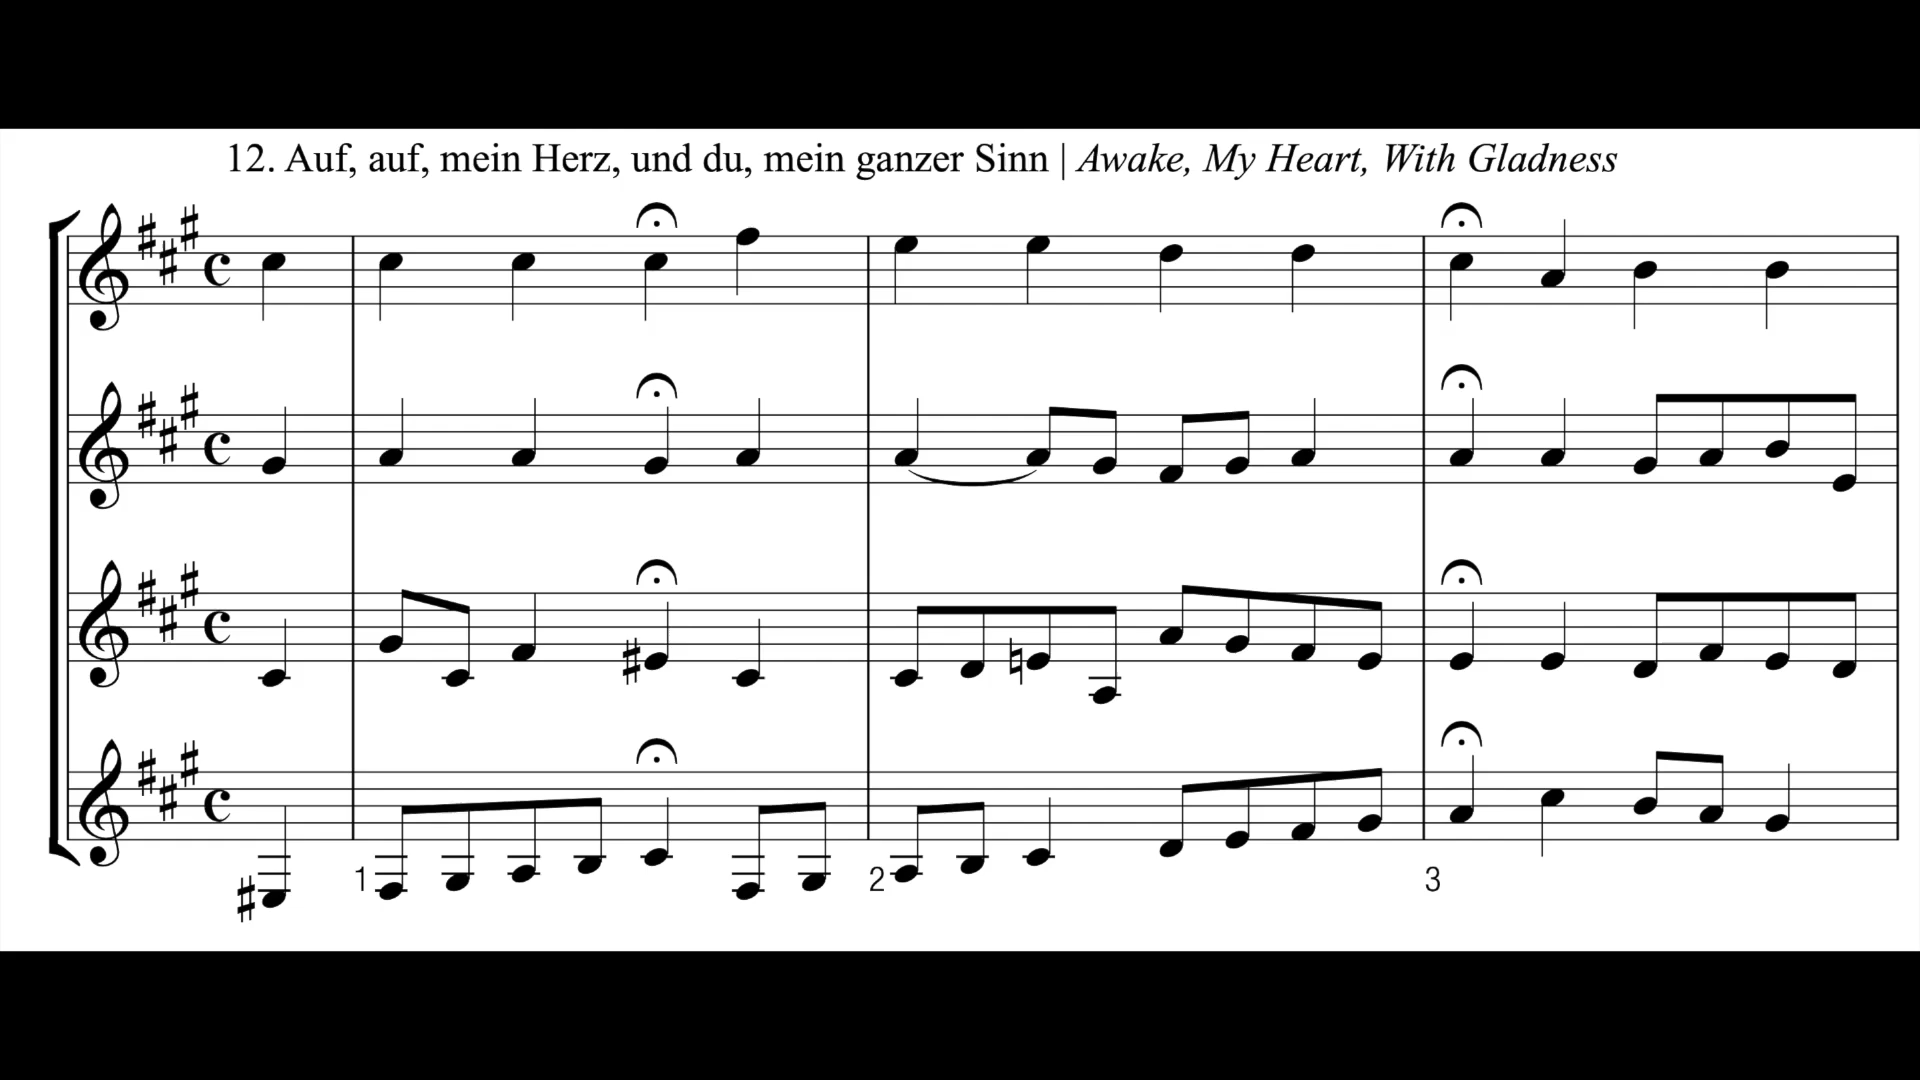 12. Auf, auf, mein Herz, und du, mein ganzer Sinn | Awake, My Heart, With Gladness
1 2 3